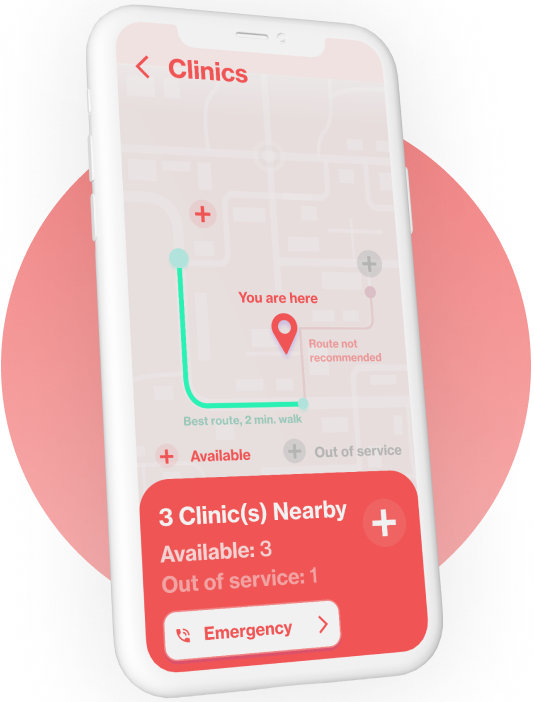 Clinics
You are here
Route not
recommended
Best route, 2 min. walk
Available
Out of service
3 Clinic(s) Nearby
Available: 3
Out of service: 1
Emergency